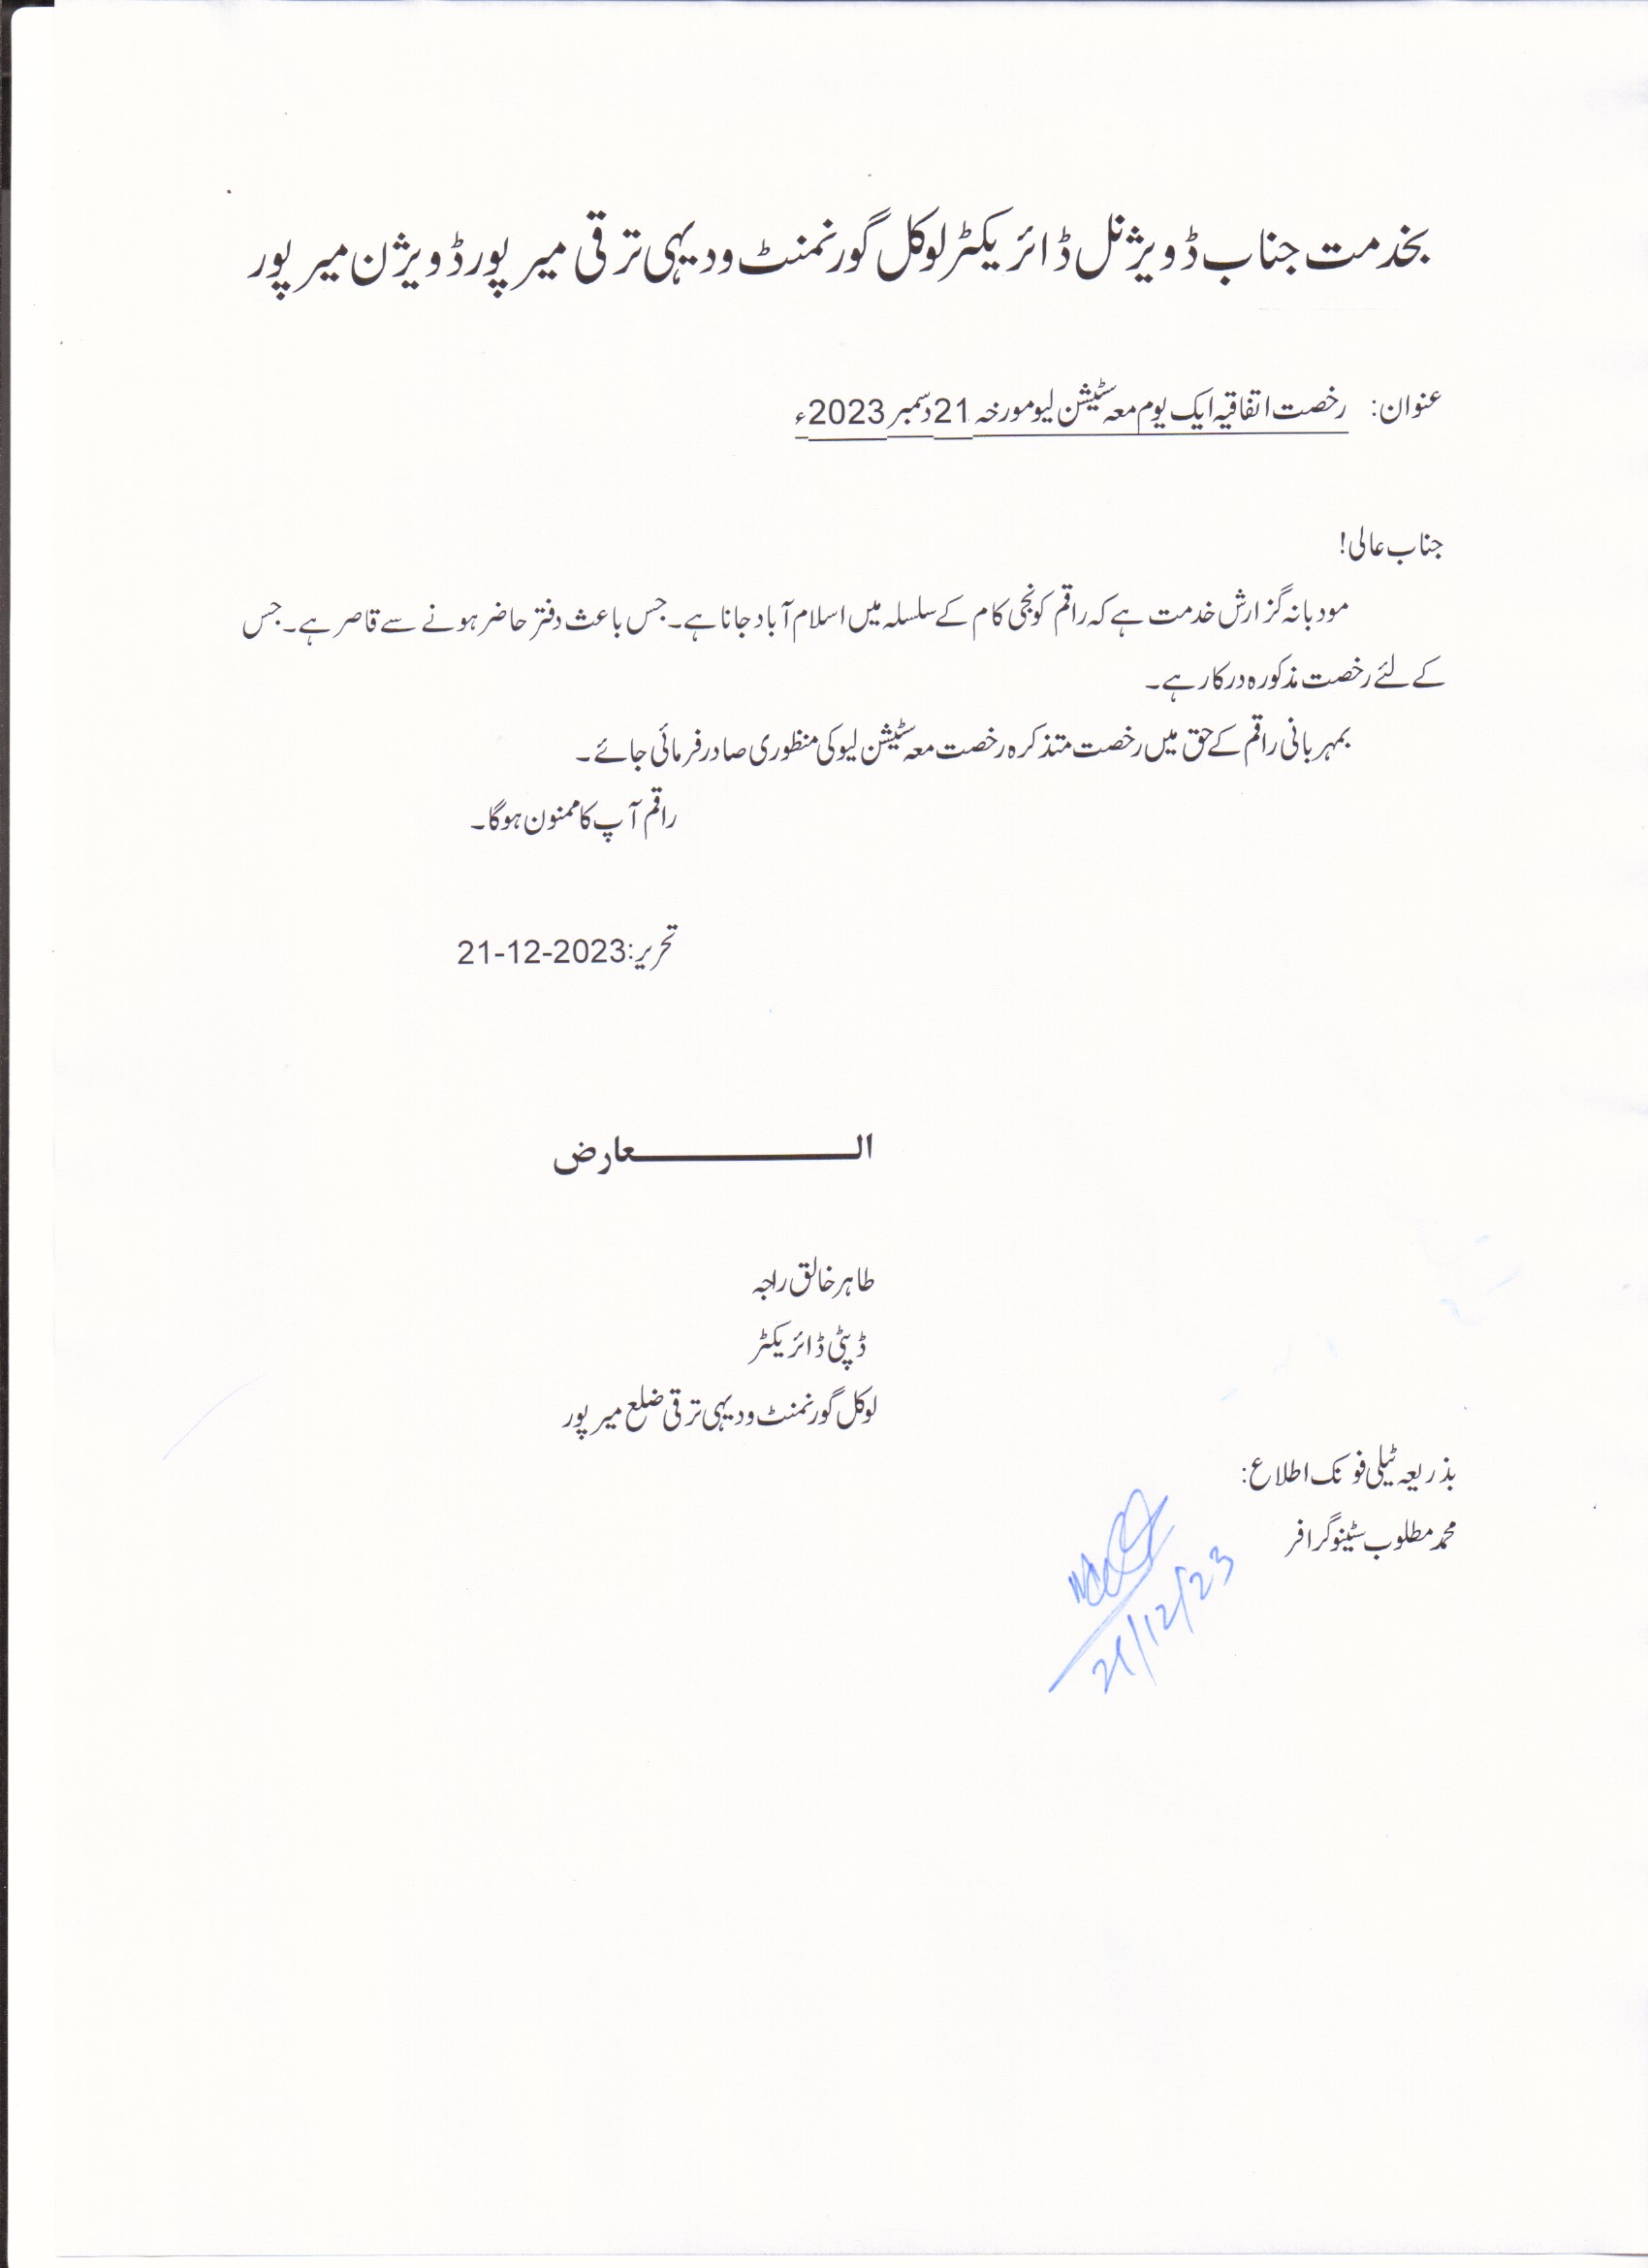 بخدمت جناب ڈویژنل ڈائریکٹر لوکل گورنمنٹ و دیہی ترقی میرپور ڈویژن میرپور
عنوان: رخصت اتفاقیہ ایک یوم معہ سٹیشن لیو مورخہ 21 دسمبر 2023ء
جناب عالی!
مودبانہ گزارش خدمت ہے کہ راقم کو نجی کام کے سلسلہ میں اسلام آباد جانا ہے۔ جس باعث دفتر حاضر ہونے سے قاصر ہے۔ جس
کے لئے رخصت مذکورہ درکار ہے۔
بمہربانی راقم کے حق میں رخصت متذکرہ رخصت معہ سٹیشن لیو کی منظوری صادر فرمائی جائے۔
راقم آپ کا ممنون ہوگا۔
تحریر: 21-12-2023
العارض
طاہر خالق راجہ
ڈپٹی ڈائریکٹر
لوکل گورنمنٹ و دیہی ترقی ضلع میرپور
بذریعہ ٹیلی فونک اطلاع:
محمد مطلوب سٹینوگرافر
21/12/23